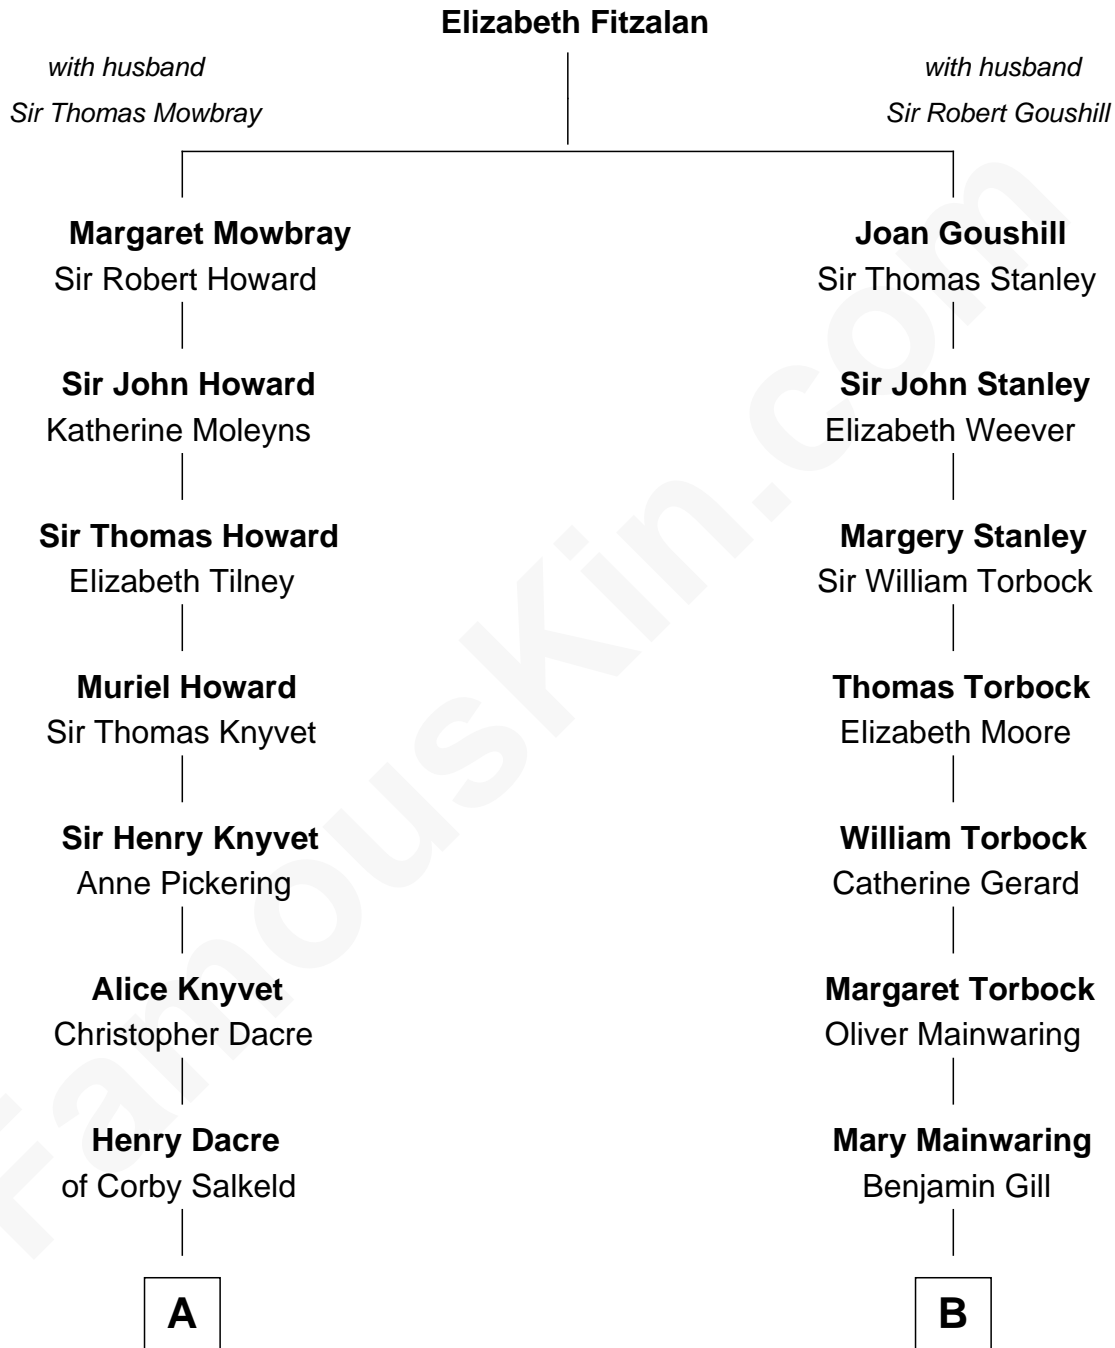 Elizabeth Fitzalan
with husband
Sir Thomas Mowbray
with husband
Sir Robert Goushill
Margaret Mowbray
Sir Robert Howard
Joan Goushill
Sir Thomas Stanley
Sir John Howard
Katherine Moleyns
Sir John Stanley
Elizabeth Weever
Sir Thomas Howard
Elizabeth Tilney
Margery Stanley
Sir William Torbock
Muriel Howard
Sir Thomas Knyvet
Thomas Torbock
Elizabeth Moore
Sir Henry Knyvet
Anne Pickering
William Torbock
Catherine Gerard
Alice Knyvet
Christopher Dacre
Margaret Torbock
Oliver Mainwaring
Henry Dacre
of Corby Salkeld
Mary Mainwaring
Benjamin Gill
A
B
FamousKin.com